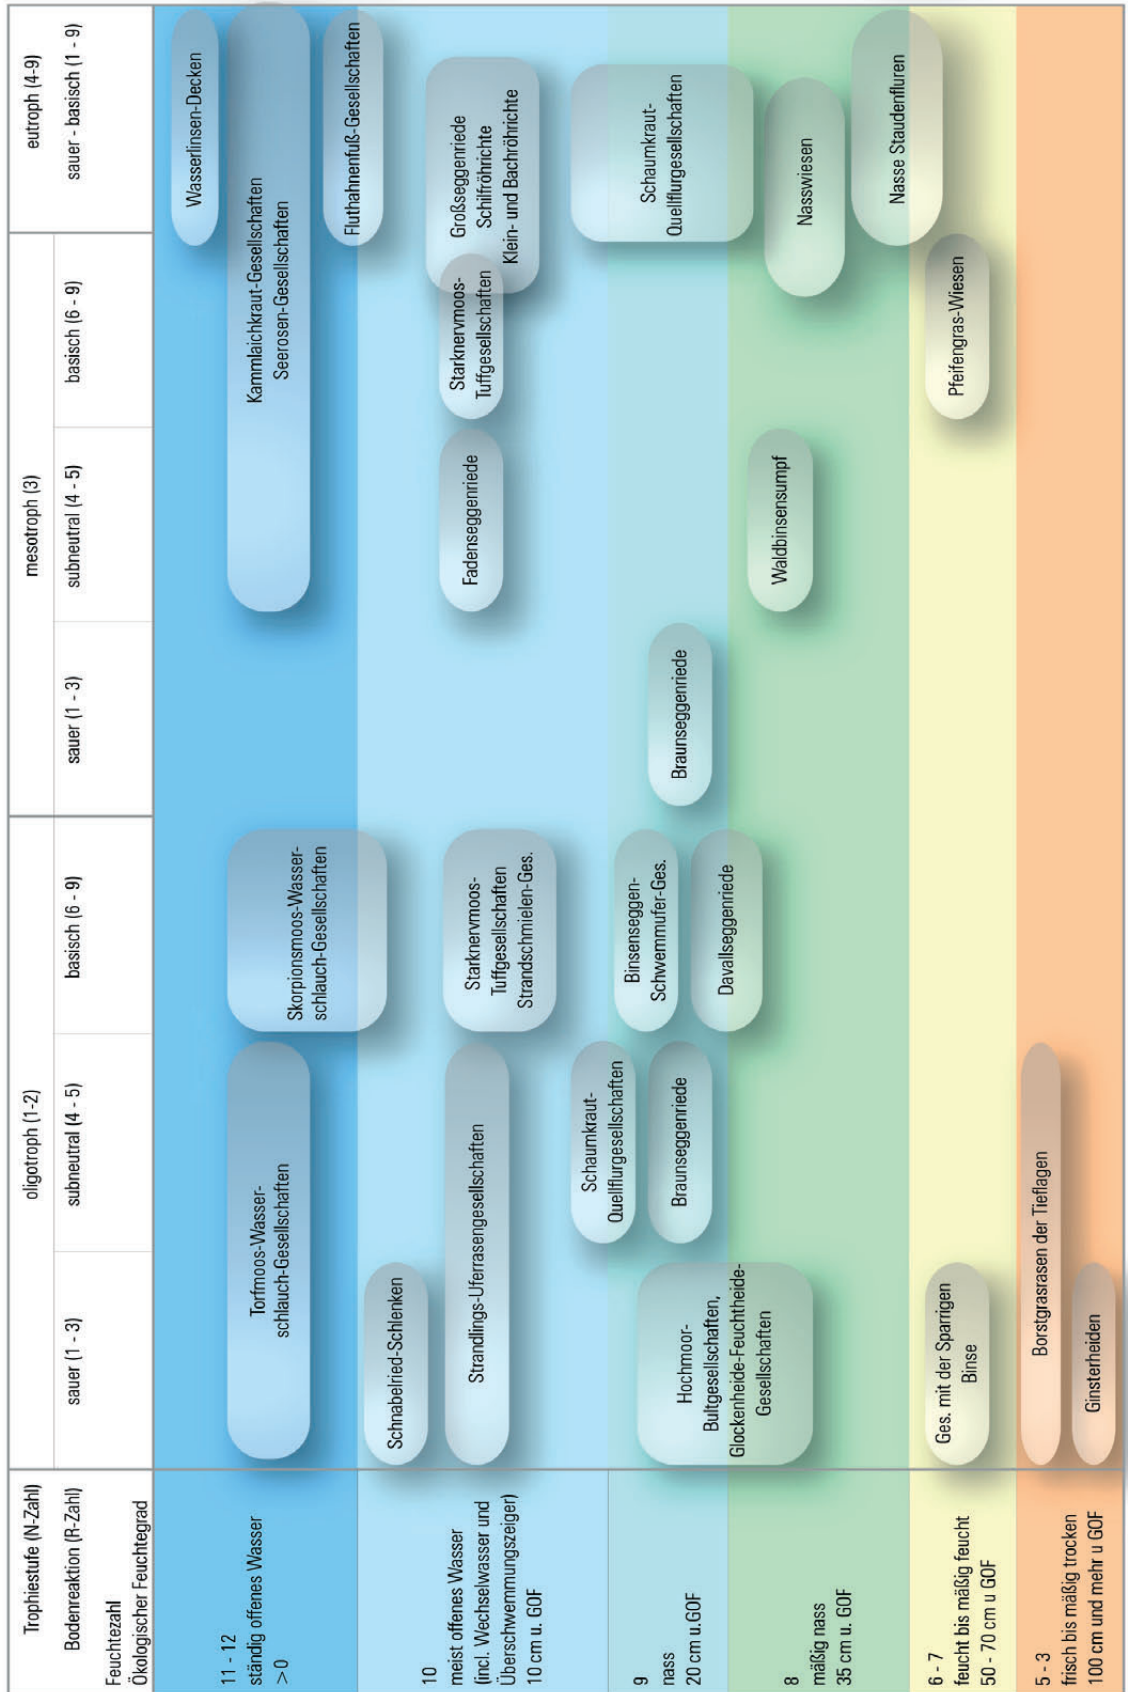 Trophiestufe (N-Zahl)
oligotroph (1-2)
mesotroph (3)
eutroph (4-9)
Bodenreaktion (R-Zahl)
sauer (1 - 3)
subneutral (4 - 5)
basisch (6 - 9)
sauer (1 - 3)
subneutral (4 - 5)
basisch (6 - 9)
sauer - basisch (1 - 9)
Feuchtezahl
Ökologischer Feuchtegrad
11 - 12
ständig offenes Wasser
>0
Torfmoos-Wasser-
schlauch-Gesellschaften
Skorpionsmoos-Wasser-
schlauch-Gesellschaften
Kammlaichkraut-Gesellschaften
Seerosen-Gesellschaften
Wasserlinsen-Decken
Fluthahnenfuß-Gesellschaften
10
meist offenes Wasser
(incl. Wechselwasser und
Überschwemmungszeiger)
10 cm u. GOF
Schnabelried-Schlenken
Strandlings-Uferrasengesellschaften
Starknervmoos-
Tuffgesellschaften
Strandschmielen-Ges.
Fadenseggenriede
Starknervmoos-
Tuffgesellschaften
Großseggenriede
Schilfröhrichte
Klein- und Bachröhrichte
9
nass
20 cm u.GOF
Schaumkraut-
Quellflurgesellschaften
Braunseggenriede
Binsenseggen-
Schwemmufer-Ges.
Davallseggenriede
Braunseggenriede
Schaumkraut-
Quellflurgesellschaften
Hochmoor-
Bultgesellschaften,
Glockenheide-Feuchtheide-
Gesellschaften
8
mäßig nass
35 cm u. GOF
Waldbinsensumpf
Nasswiesen
Nasse Staudenfluren
6 - 7
feucht bis mäßig feucht
50 - 70 cm u GOF
Ges. mit der Sparrigen
Binse
Pfeifengras-Wiesen
5 - 3
frisch bis mäßig trocken
100 cm und mehr u GOF
Borstgrasrasen der Tieflagen
Ginsterheiden